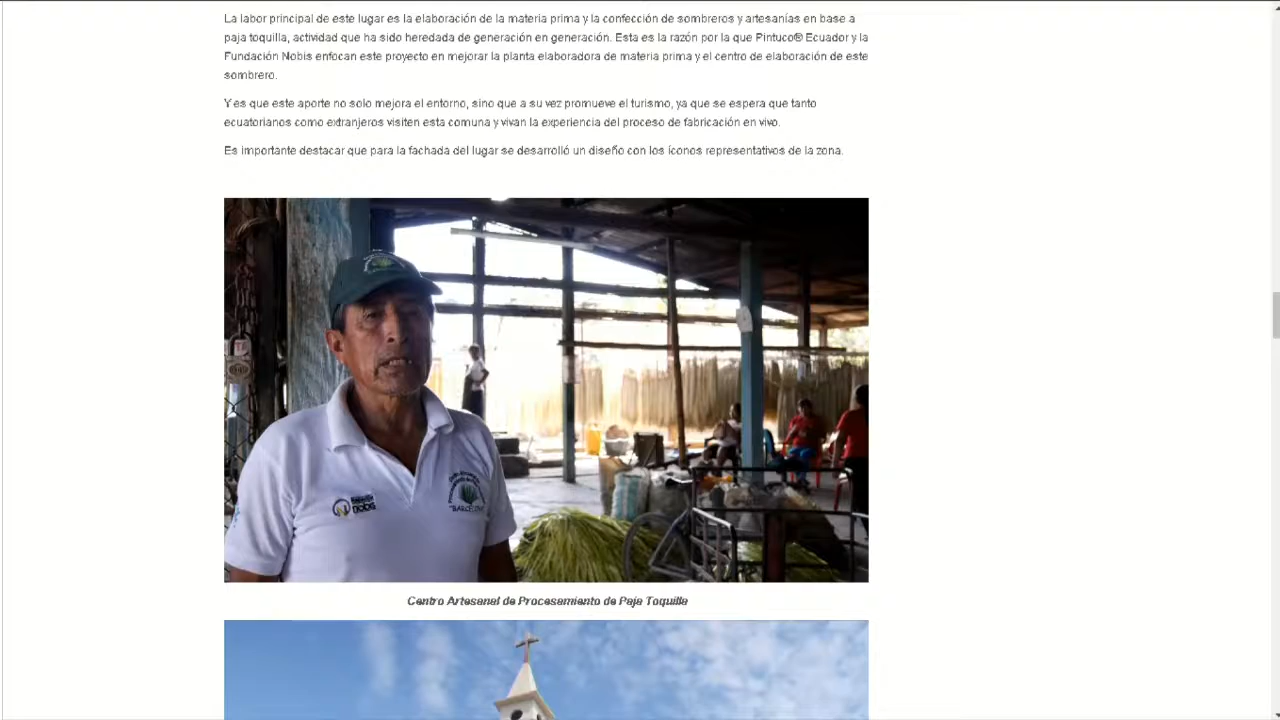 La labor principal de este lugar es la elaboración de la materia prima y la confección de sombreros y artesanías en base a
paja toquilla, actividad que ha sido heredada de generación en generación. Esta es la razón por la que Pintuco® Ecuador y la
Fundación Nobis enfocan este proyecto en mejorar la planta elaboradora de materia prima y el centro de elaboración de este
sombrero.
Y es que este aporte no solo mejora el entorno, sino que a su vez promueve el turismo, ya que se espera que tanto
ecuatorianos como extranjeros visiten esta comuna y vivan la experiencia del proceso de fabricación en vivo.
Es importante destacar que para la fachada del lugar se desarrolló un diseño con los íconos representativos de la zona.
Centro Artesanal de Procesamiento de Paja Toquilla